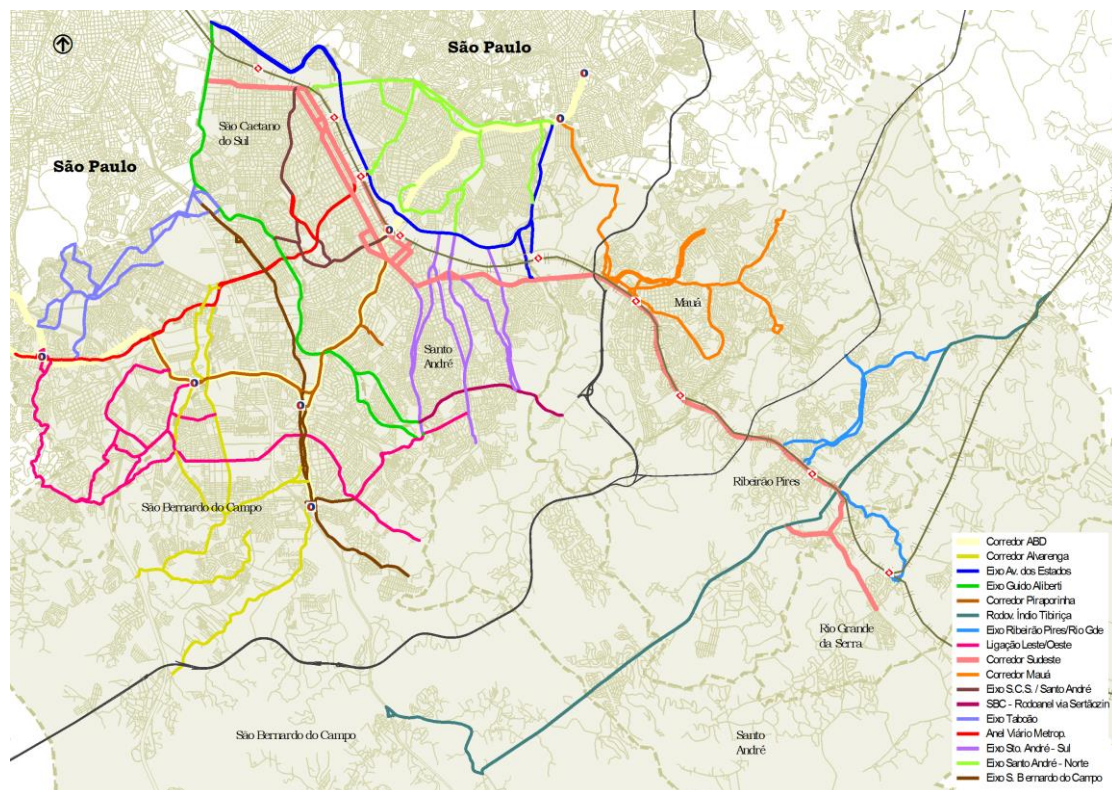 São Paulo
São Caetano
do Sul
São Paulo
Mauá
Santo
André
Ribeirão Pires
São Bernardo do Campo
Rio Grande
da Serra
São Bernardo do Campo
Santo
André
Corredor ABD
Corredor Alvarenga
Eixo Av. dos Estados
Eixo Guido Aliberti
Corredor Piraporinha
Rodov. Índio Tibiriça
Eixo Ribeirão Pires/Rio Gde
Ligação Leste/Oeste
Corredor Sudeste
Corredor Mauá
Eixo S.C.S. / Santo André
SBC - Rodoanel via Sertãozin
Eixo Taboão
Anel Viário Metrop.
Eixo Sto. André - Sul
Eixo Santo André - Norte
Eixo S. Bernardo do Campo